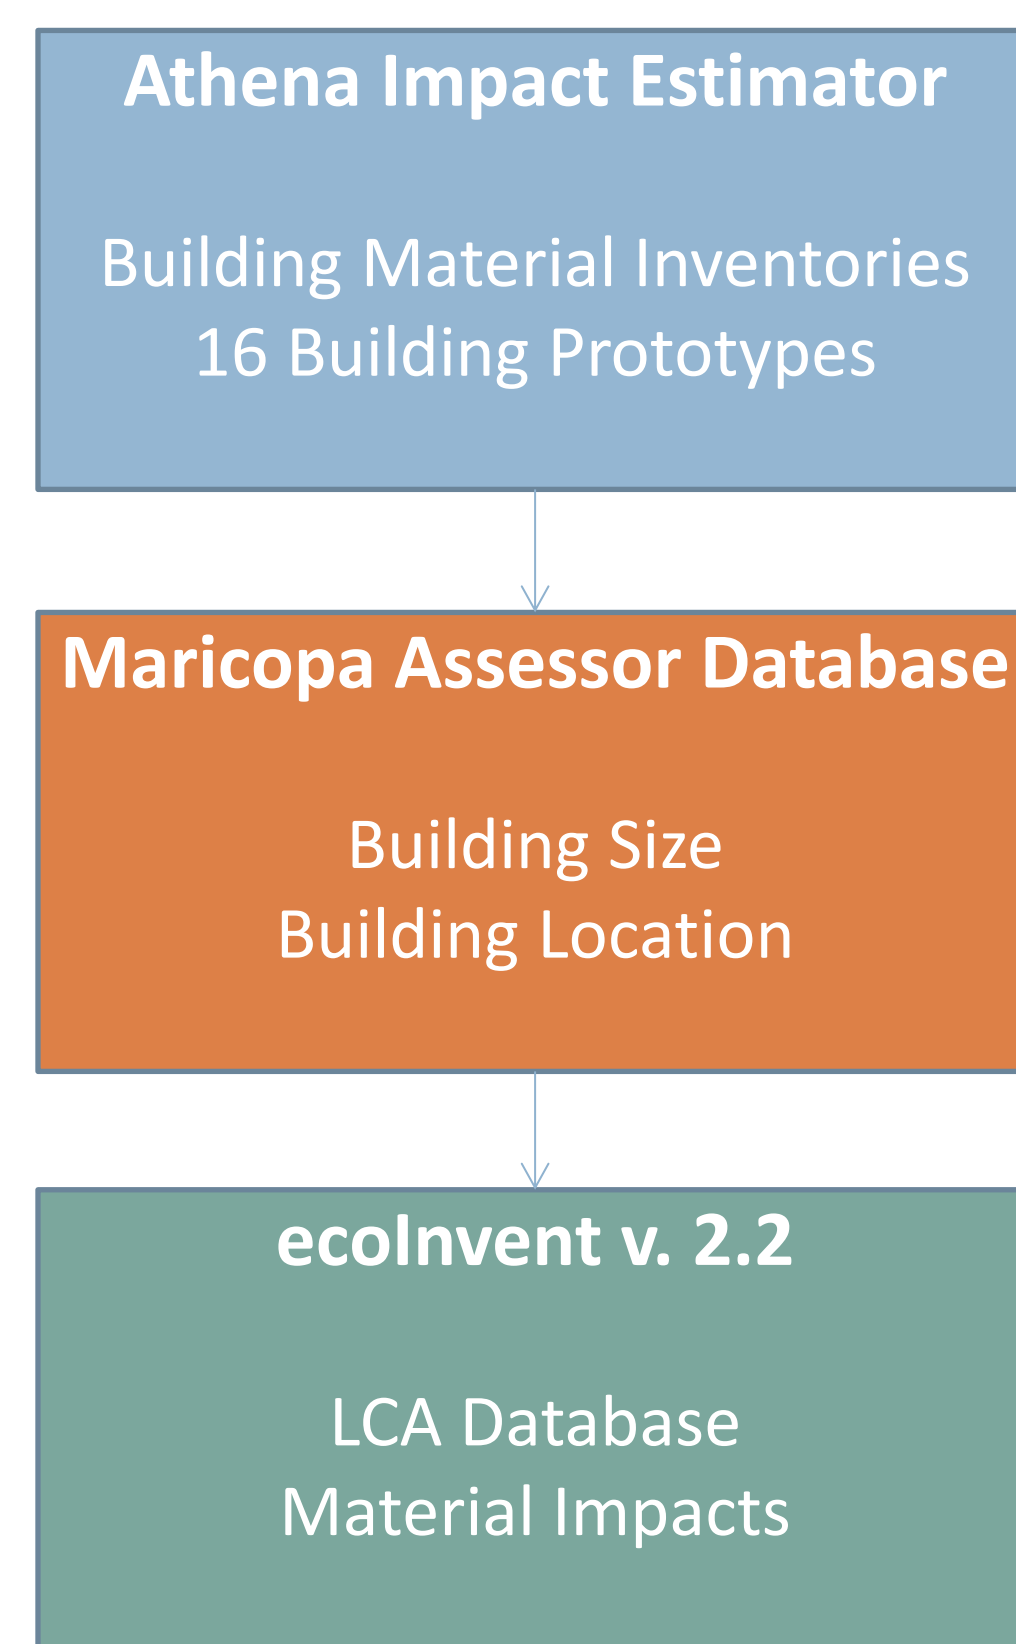 Athena Impact Estimator
Building Material Inventories
16 Building Prototypes
Maricopa Assessor Database
Building Size
Building Location
ecoInvent v. 2.2
LCA Database
Material Impacts